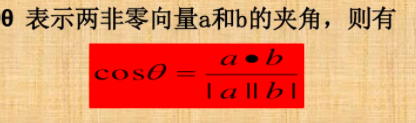 θ 表示两非零向量a和b的夹角，则有
cosθ = a●b / |a||b|